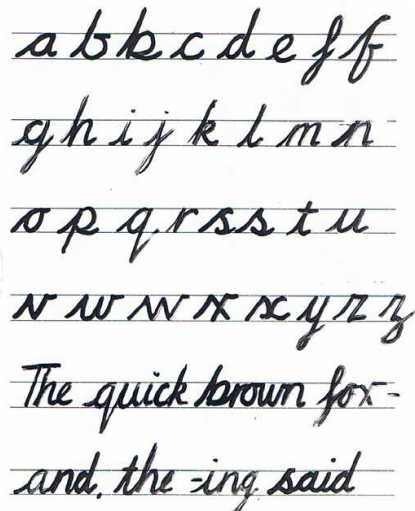 a b b c d e f f
g h i j k l m n
o p q r s s t u
v w w x x y z z
The quick brown fox-
and, the -ing said